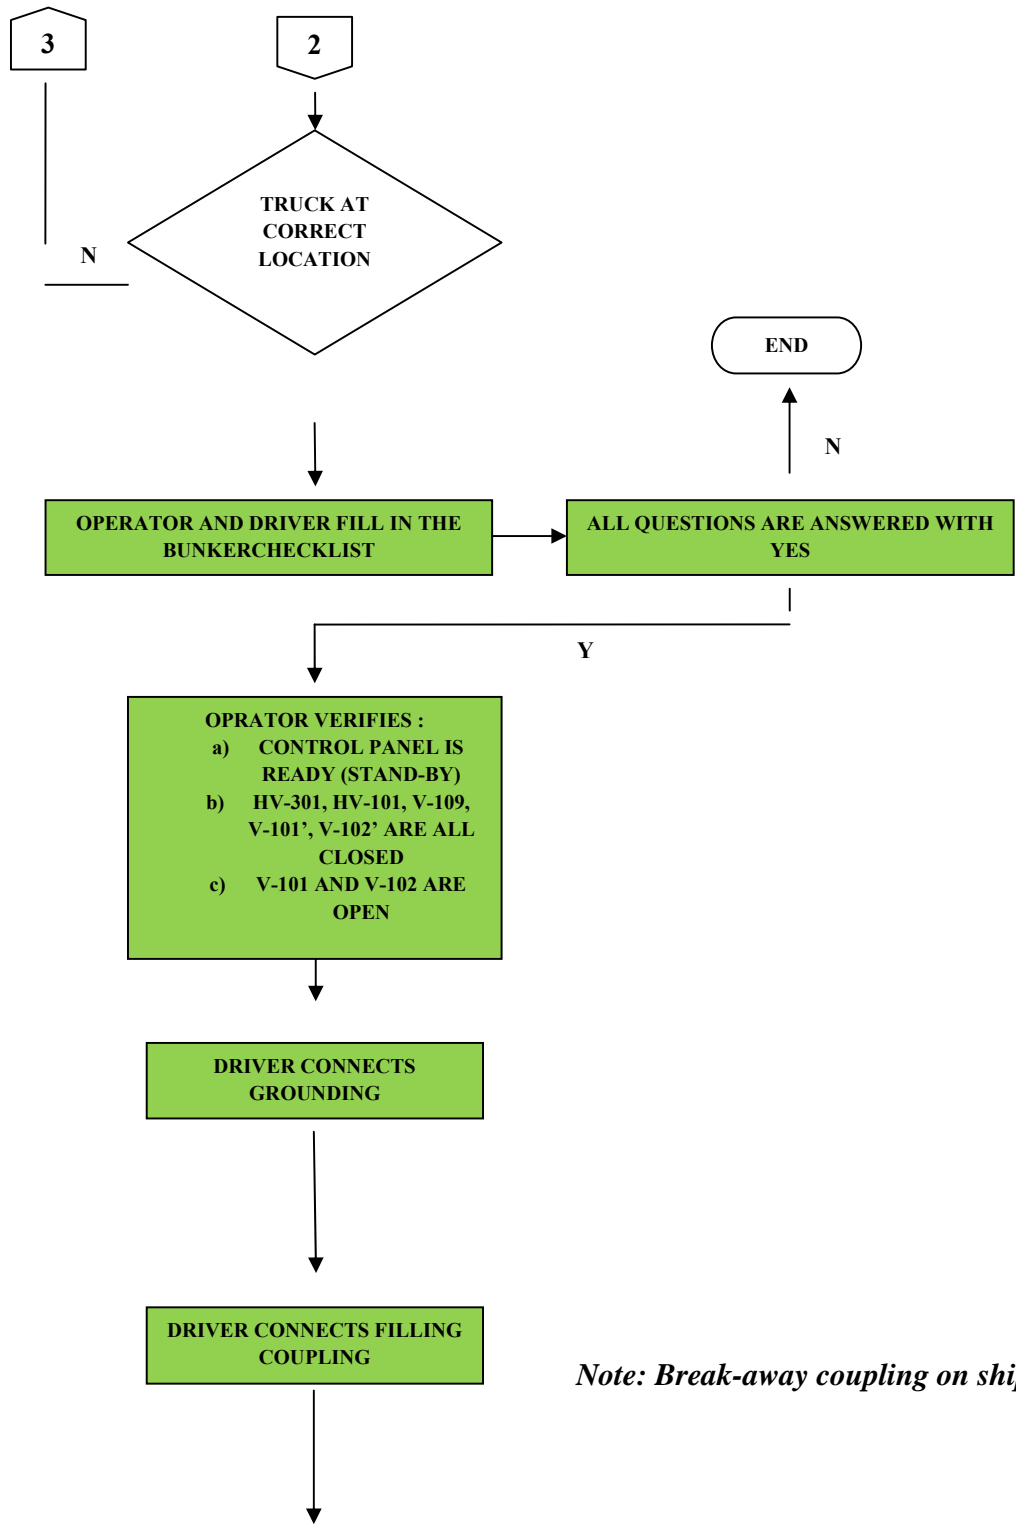 3
2
TRUCK AT
CORRECT
LOCATION
N
END
N
OPERATOR AND DRIVER FILL IN THE
BUNKERCHECKLIST
ALL QUESTIONS ARE ANSWERED WITH
YES
Y
OPRATOR VERIFIES :
a) CONTROL PANEL IS
READY (STAND-BY)
b) HV-301, HV-101, V-109,
V-101’, V-102’ ARE ALL
CLOSED
c) V-101 AND V-102 ARE
OPEN
DRIVER CONNECTS
GROUNDING
DRIVER CONNECTS FILLING
COUPLING
Note: Break-away coupling on